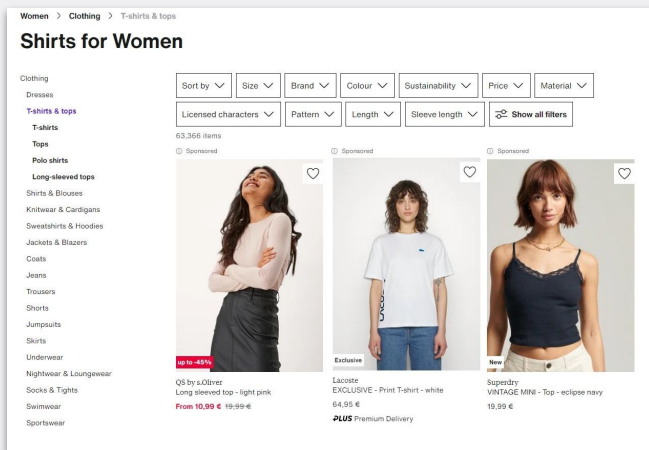 Women > Clothing > T-shirts & tops
Shirts for Women
Clothing
Dresses
T-shirts & tops
T-shirts
Tops
Polo shirts
Long-sleeved tops
Shirts & Blouses
Knitwear & Cardigans
Sweatshirts & Hoodies
Jackets & Blazers
Coats
Jeans
Trousers
Shorts
Jumpsuits
Skirts
Underwear
Nightwear & Loungewear
Socks & Tights
Swimwear
Sportswear
Sort by Size Brand Colour Sustainability Price Material
Licensed characters Pattern Length Sleeve length Show all filters
63,366 items
Sponsored
up to -45%
QS by s.Oliver
Long sleeved top - light pink
From 10,99 € 19,99 €
Sponsored
LACOSTE
Exclusive
Lacoste
EXCLUSIVE - Print T-shirt - white
64,95 €
PLUS Premium Delivery
Sponsored
New
Superdry
VINTAGE MINI - Top - eclipse navy
19,99 €